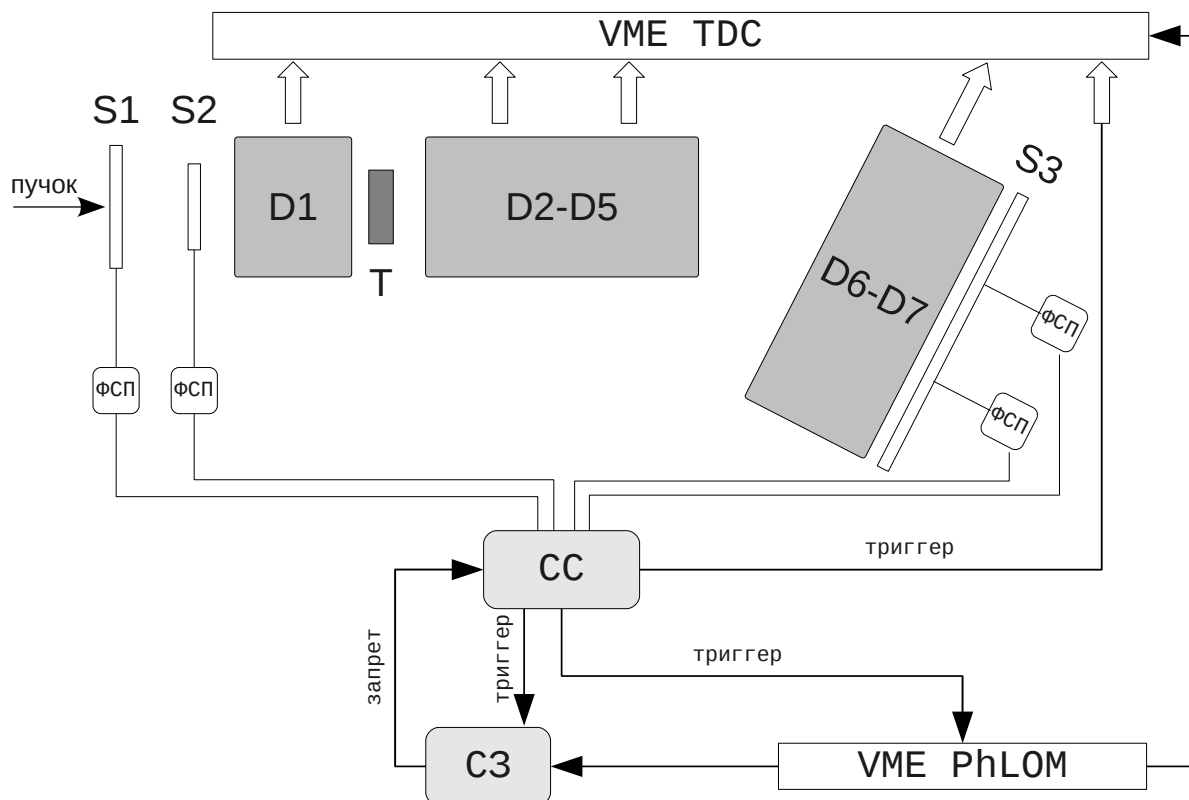 VME TDC
S1
S2
S3
пучок
D1
D2-D5
T
D6-D7
ФСП
ФСП
ФСП
ФСП
СС
триггер
запрет
триггер
триггер
СЗ
VME PhLOM